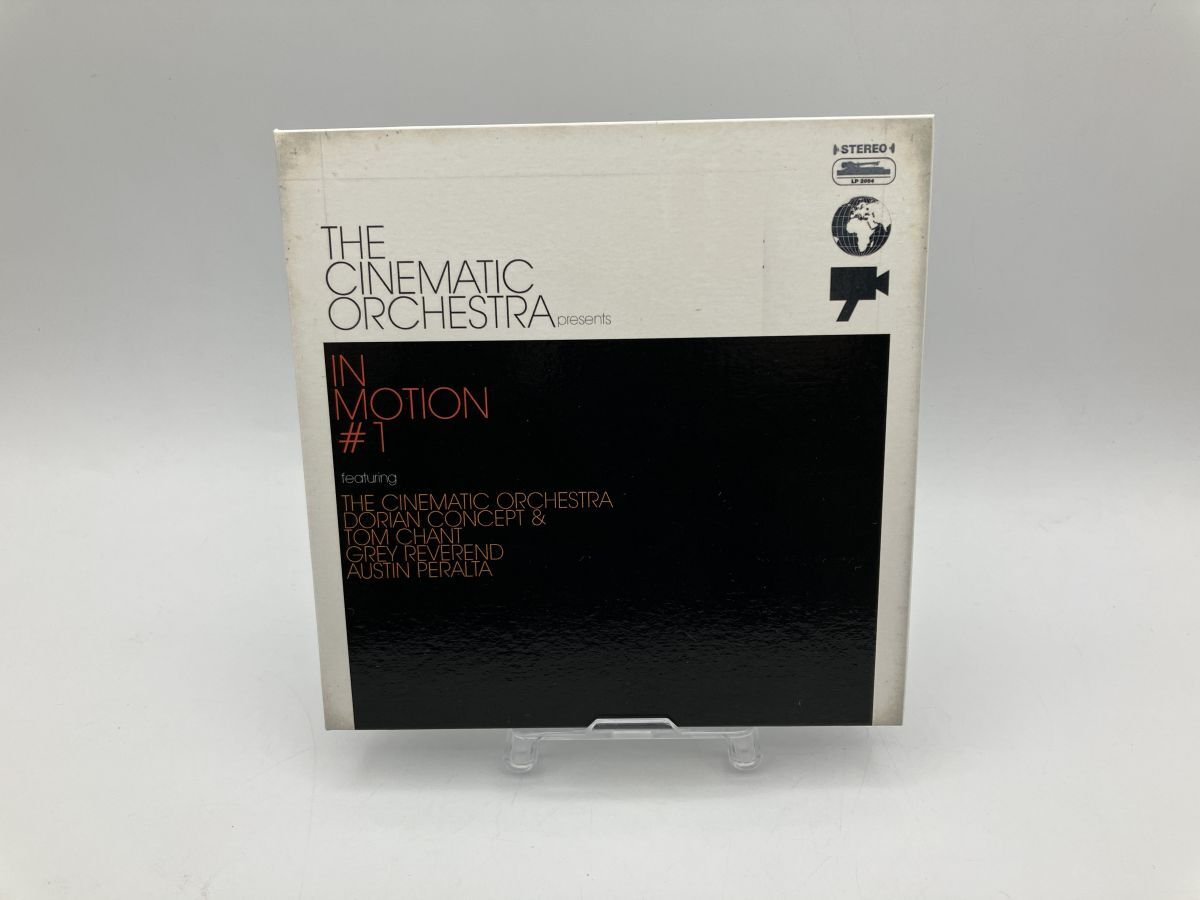 STEREO
LP 2054
THE
CINEMATIC
ORCHESTRA presents
IN
MOTION
#1
featuring
THE CINEMATIC ORCHESTRA
DORIAN CONCEPT &
TOM CHANT
GREY REVEREND
AUSTIN PERALTA